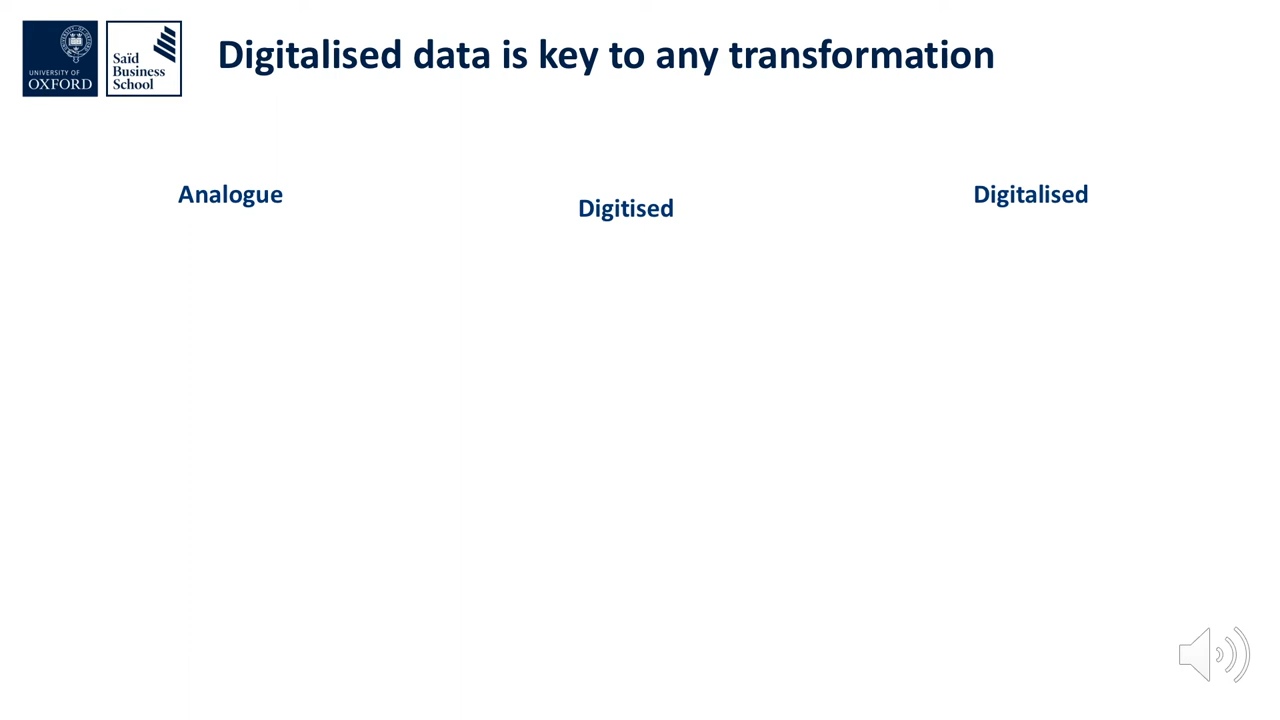 UNIVERSITY OF
OXFORD
Saïd
Business
School
Digitalised data is key to any transformation
Analogue
Digitised
Digitalised